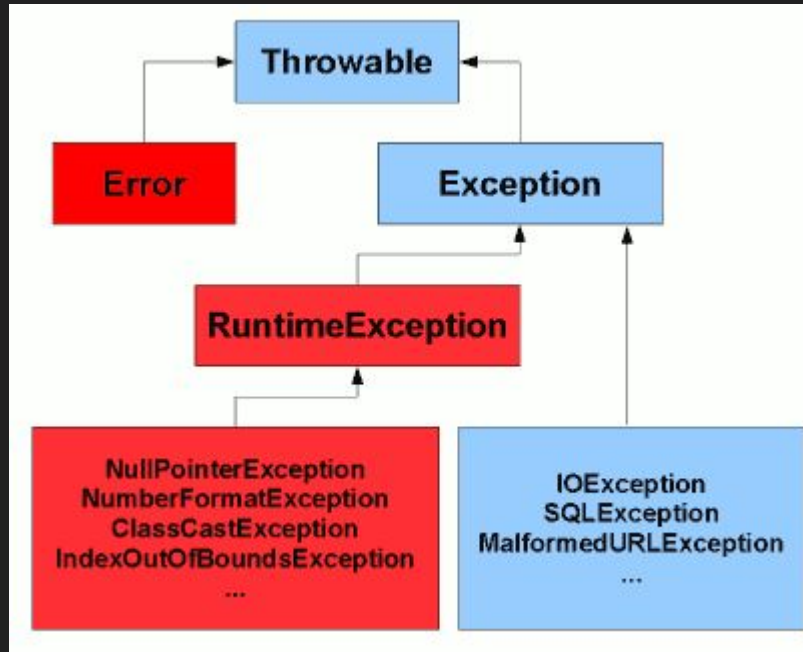 Throwable
Error
Exception
RuntimeException
NullPointerException
NumberFormatException
ClassCastException
IndexOutOfBoundsException
...
IOException
SQLException
MalformedURLException
...